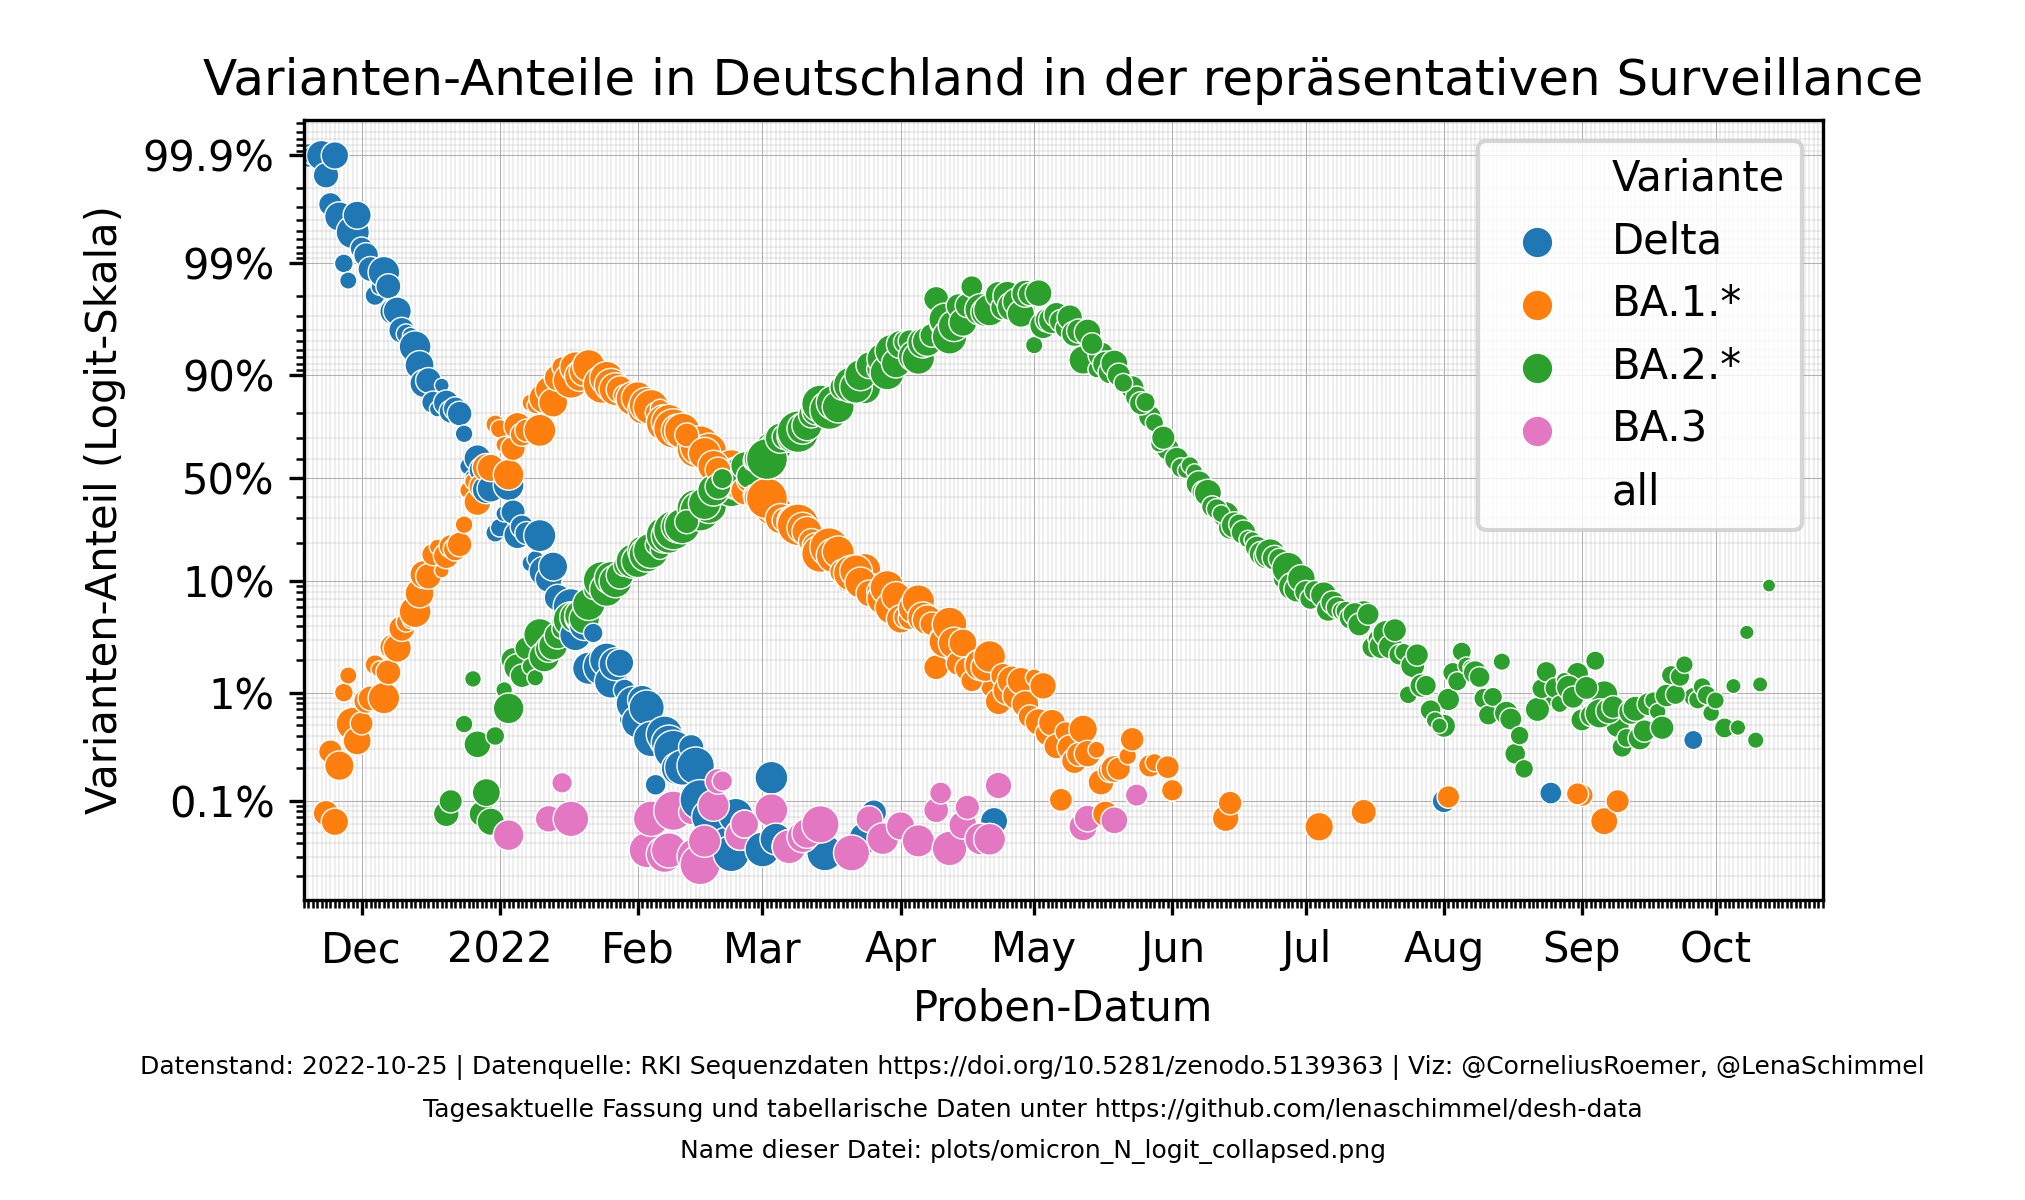 Varianten-Anteile in Deutschland in der repräsentativen Surveillance
Varianten-Anteil (Logit-Skala)
99.9%
99%
90%
50%
10%
1%
0.1%
Variante
Delta
BA.1.*
BA.2.*
BA.3
all
Dec 2022 Feb Mar Apr May Jun Jul Aug Sep Oct
Proben-Datum
Datenstand: 2022-10-25 | Datenquelle: RKI Sequenzdaten https://doi.org/10.5281/zenodo.5139363 | Viz: @CorneliusRoemer, @LenaSchimmel
Tagesaktuelle Fassung und tabellarische Daten unter https://github.com/lenaschimmel/desh-data
Name dieser Datei: plots/omicron_N_logit_collapsed.png